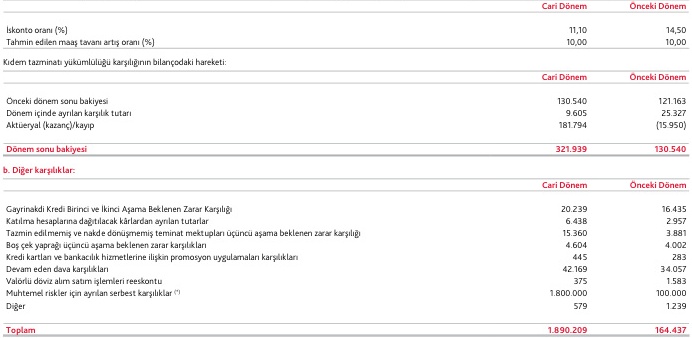 Cari Dönem Önceki Dönem
İskonto oranı (%) 11,10 14,50
Tahmin edilen maaş tavanı artış oranı (%) 10,00 10,00
Kıdem tazminatı yükümlülüğü karşılığının bilançodaki hareketi:
Cari Dönem Önceki Dönem
Önceki dönem sonu bakiyesi 130.540 121.163
Dönem içinde ayrılan karşılık tutarı 9.605 25.327
Aktüeryal (kazanç)/kayıp 181.794 (15.950)
Dönem sonu bakiyesi 321.939 130.540
b. Diğer karşılıklar:
Cari Dönem Önceki Dönem
Gayrinakdi Kredi Birinci ve İkinci Aşama Beklenen Zarar Karşılığı 20.239 16.435
Katılma hesaplarına dağıtılacak kârlardan ayrılan tutarlar 6.438 2.957
Tazmin edilmemiş ve nakde dönüşmemiş teminat mektupları üçüncü aşama beklenen zarar karşılığı 15.360 3.881
Boş çek yaprağı üçüncü aşama beklenen zarar karşılıkları 4.604 4.002
Kredi kartları ve bankacılık hizmetlerine ilişkin promosyon uygulamaları karşılıkları 445 283
Devam eden dava karşılıkları 42.169 34.057
Valörlü döviz alım satım işlemleri reeskontu 375 1.583
Muhtemel riskler için ayrılan serbest karşılıklar (*) 1.800.000 100.000
Diğer 579 1.239
Toplam 1.890.209 164.437